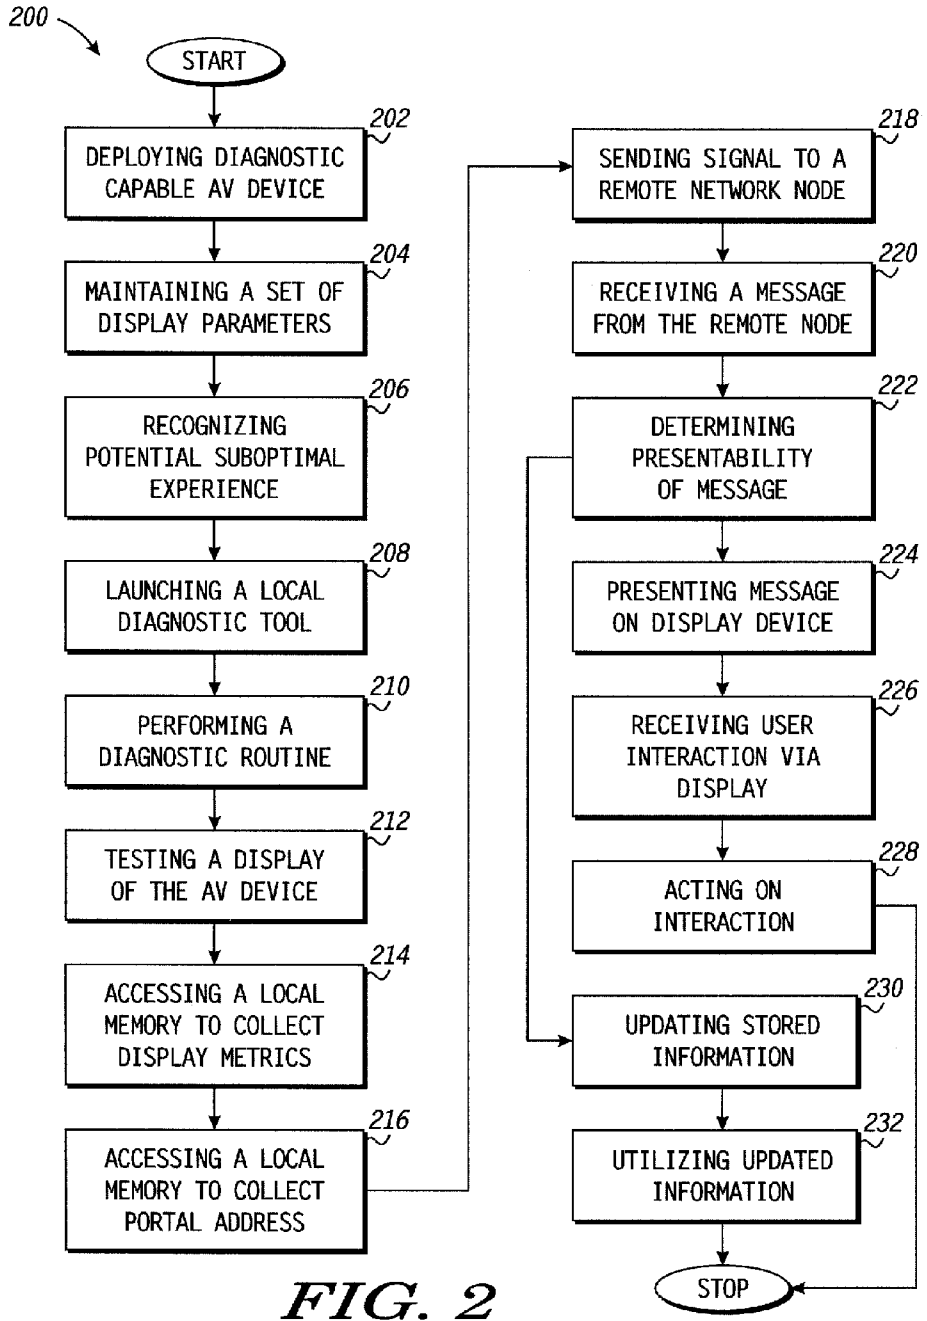 200
START
202
DEPLOYING DIAGNOSTIC
CAPABLE AV DEVICE
204
MAINTAINING A SET OF
DISPLAY PARAMETERS
206
RECOGNIZING
POTENTIAL SUBOPTIMAL
EXPERIENCE
208
LAUNCHING A LOCAL
DIAGNOSTIC TOOL
210
PERFORMING A
DIAGNOSTIC ROUTINE
212
TESTING A DISPLAY
OF THE AV DEVICE
214
ACCESSING A LOCAL
MEMORY TO COLLECT
DISPLAY METRICS
216
ACCESSING A LOCAL
MEMORY TO COLLECT
PORTAL ADDRESS
218
SENDING SIGNAL TO A
REMOTE NETWORK NODE
220
RECEIVING A MESSAGE
FROM THE REMOTE NODE
222
DETERMINING
PRESENTABILITY
OF MESSAGE
224
PRESENTING MESSAGE
ON DISPLAY DEVICE
226
RECEIVING USER
INTERACTION VIA
DISPLAY
228
ACTING ON
INTERACTION
230
UPDATING STORED
INFORMATION
232
UTILIZING UPDATED
INFORMATION
STOP
FIG. 2